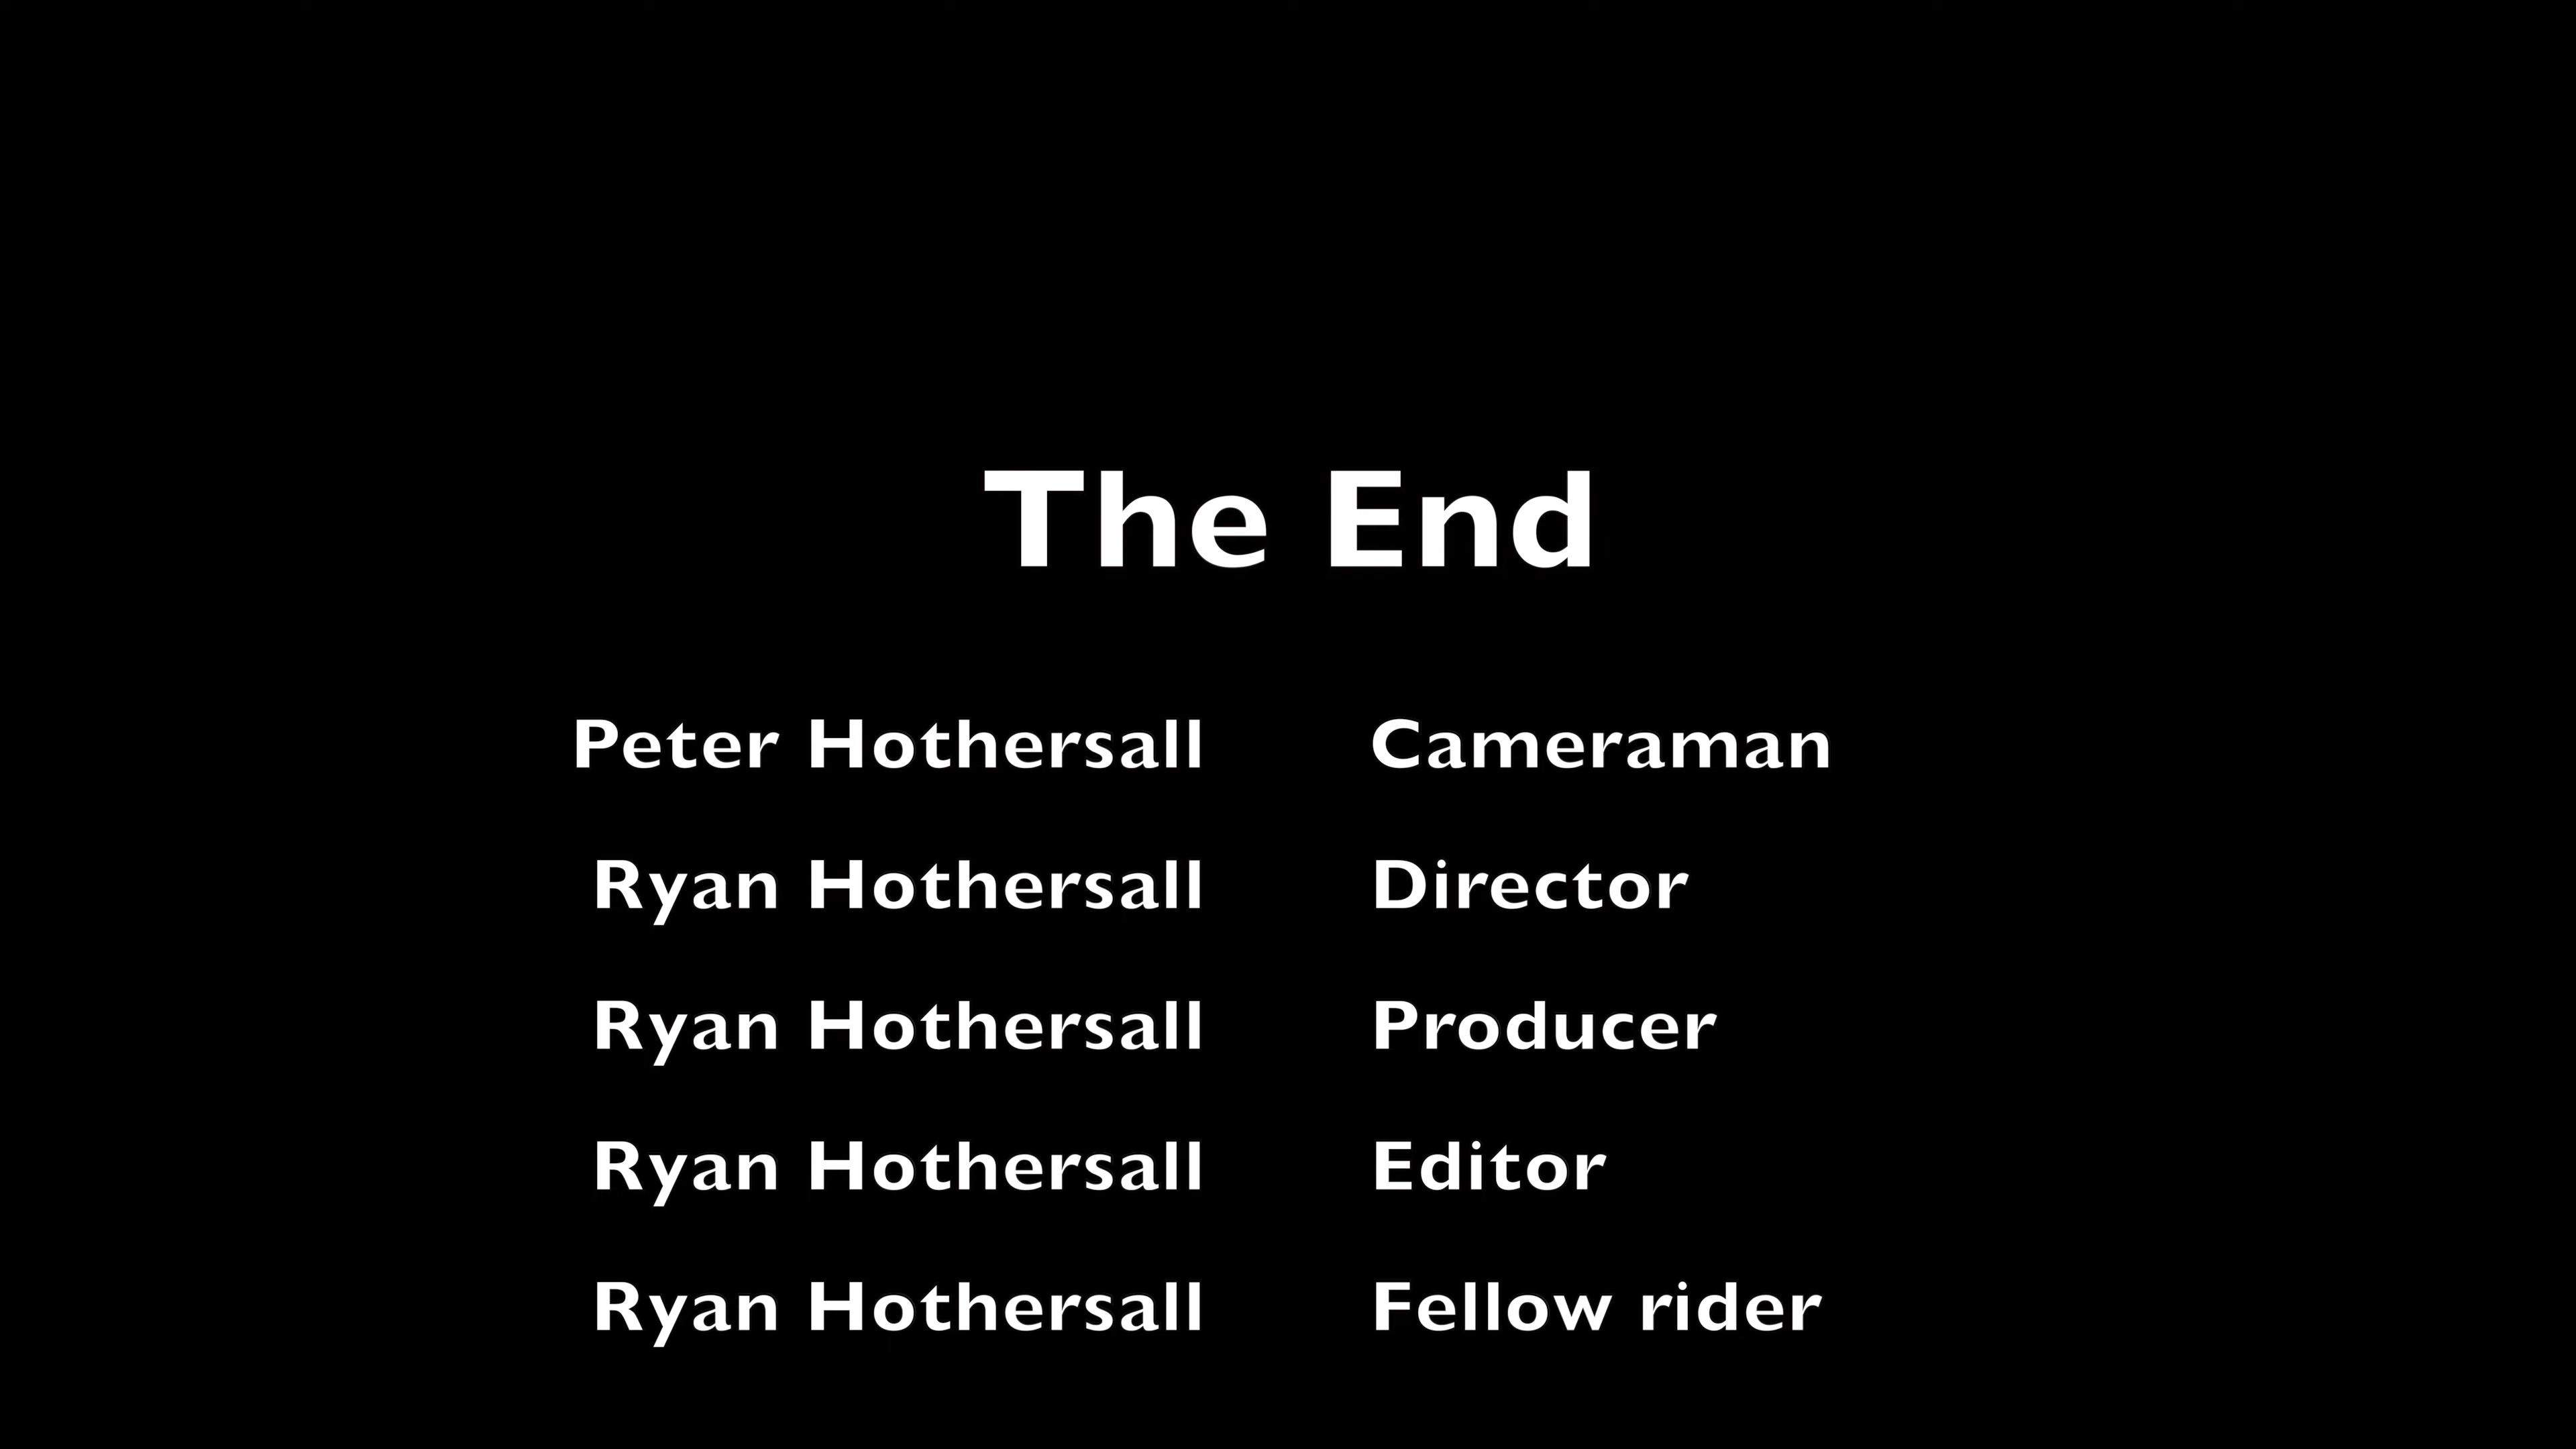 The End
Peter Hothersall Cameraman
Ryan Hothersall Director
Ryan Hothersall Producer
Ryan Hothersall Editor
Ryan Hothersall Fellow rider